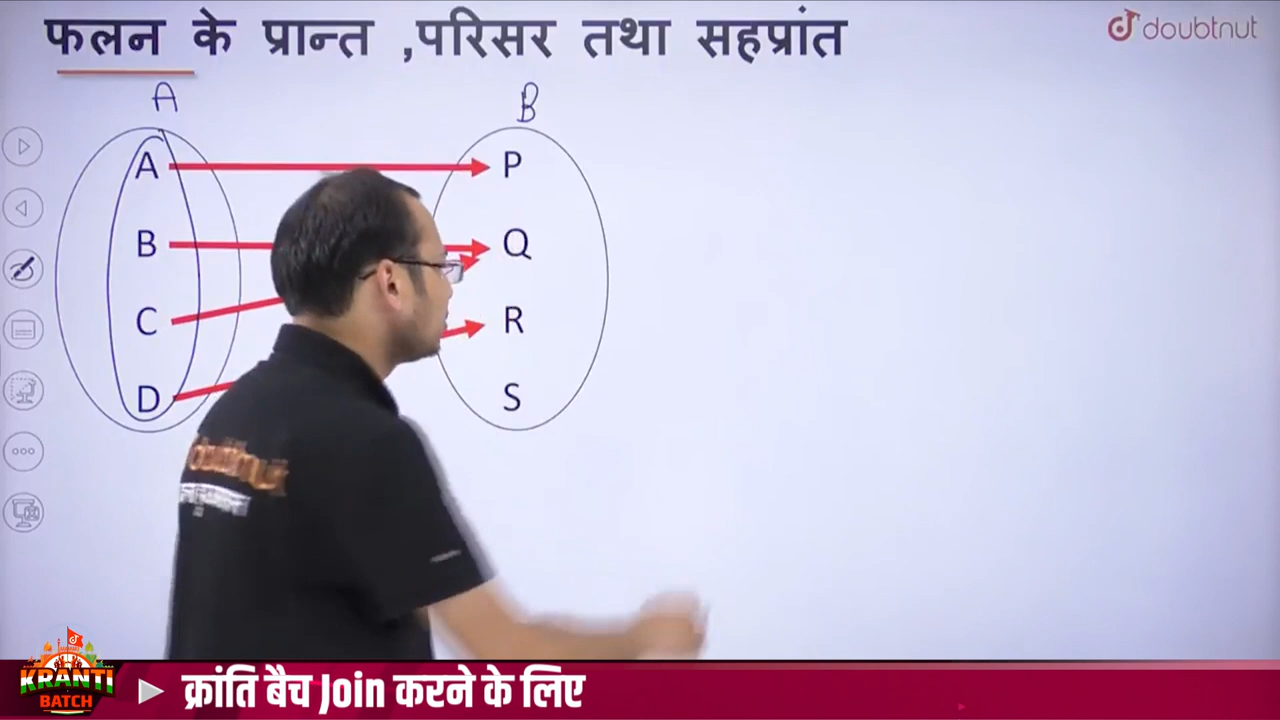 फलन के प्रान्त ,परिसर तथा सहप्रांत
doubtnut
A B
A P
B Q
C R
D S
KRANTI
BATCH
क्रांति बैच Join करने के लिए